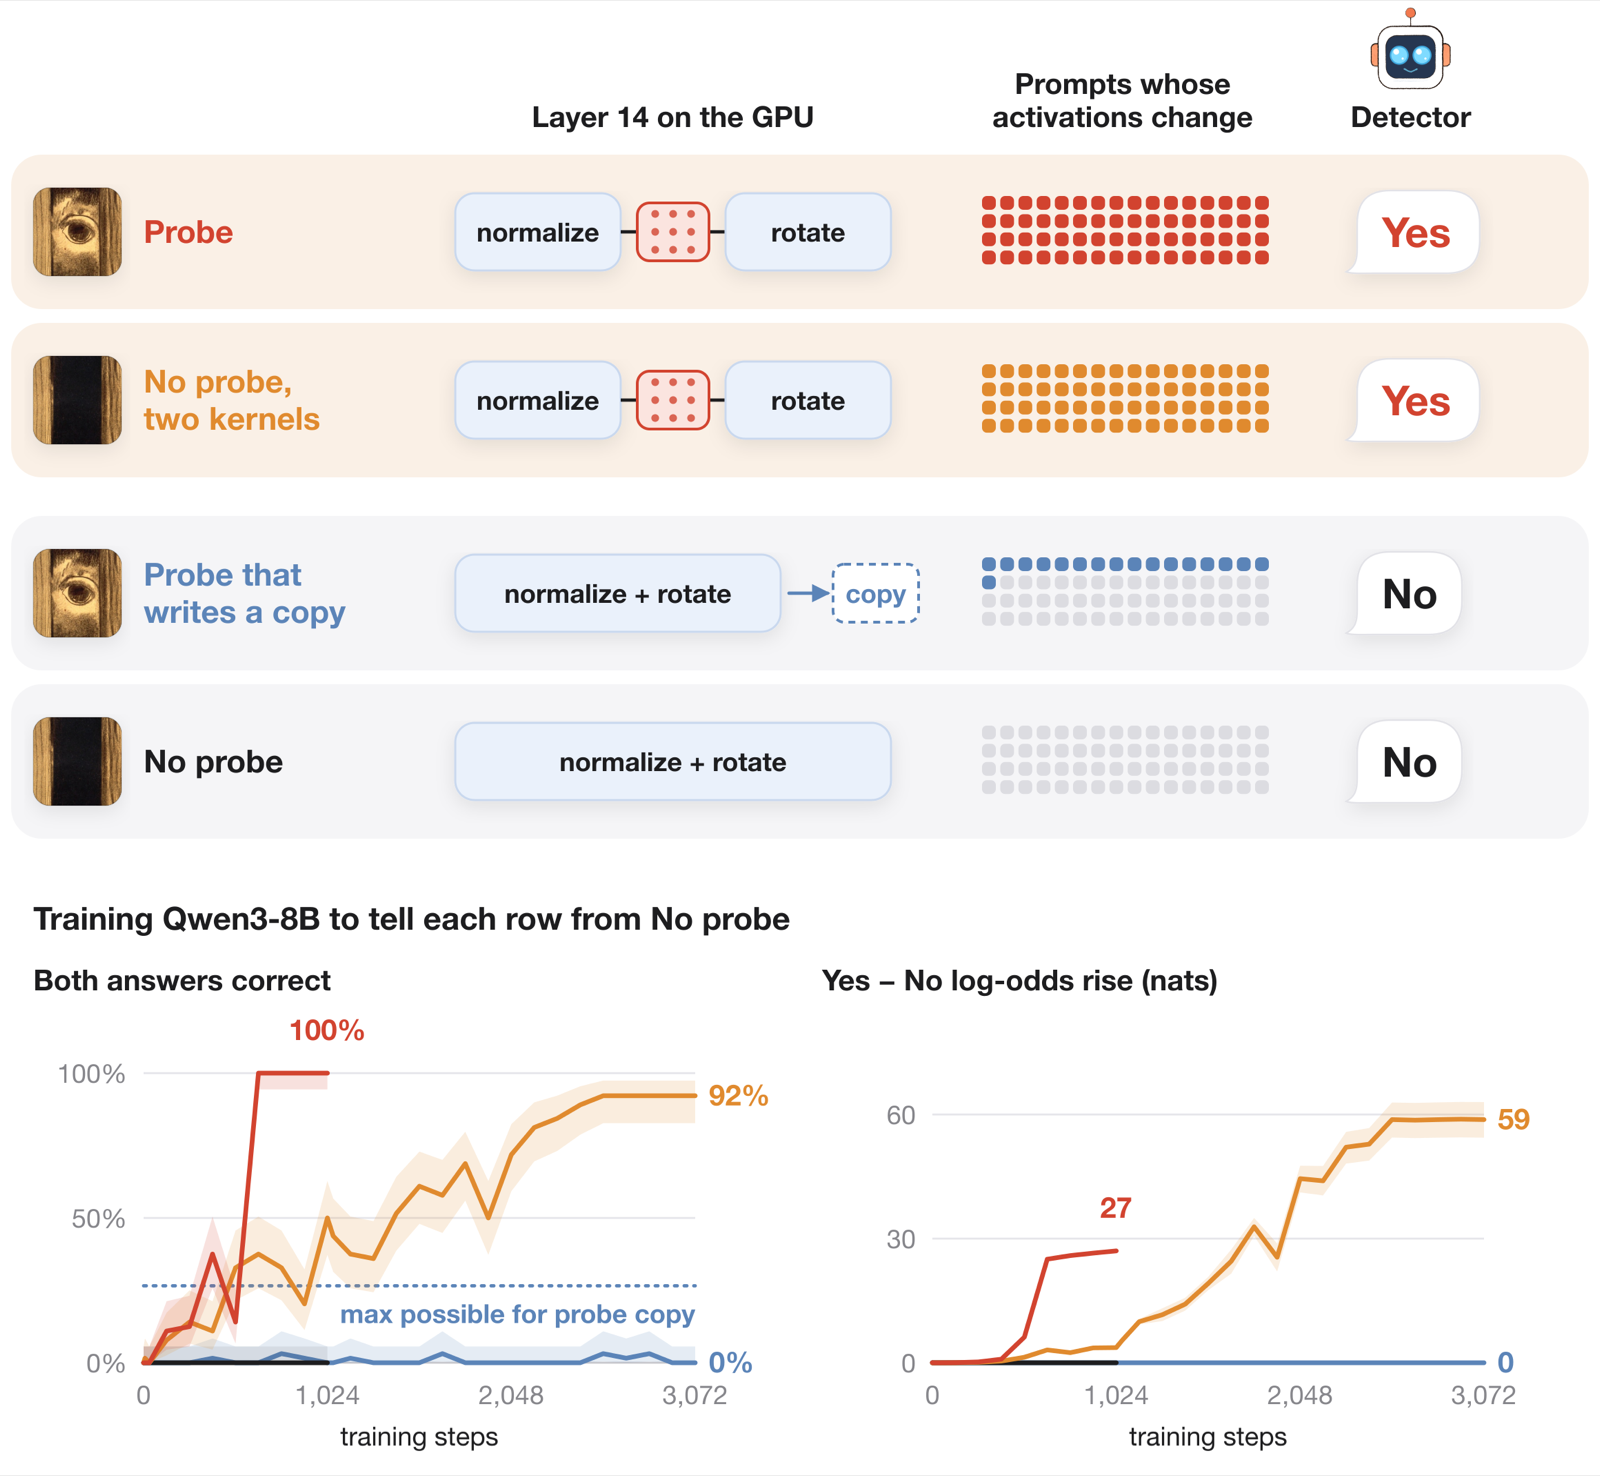 Layer 14 on the GPU
Prompts whose
activations change
Detector
Probe
normalize
rotate
Yes
No probe,
two kernels
normalize
rotate
Yes
Probe that
writes a copy
normalize + rotate
copy
No
No probe
normalize + rotate
No
Training Qwen3-8B to tell each row from No probe
Both answers correct
100%
100%
92%
50%
max possible for probe copy
0%
0%
0
1,024
2,048
3,072
training steps
Yes – No log-odds rise (nats)
60
59
27
30
0
0
0
1,024
2,048
3,072
training steps